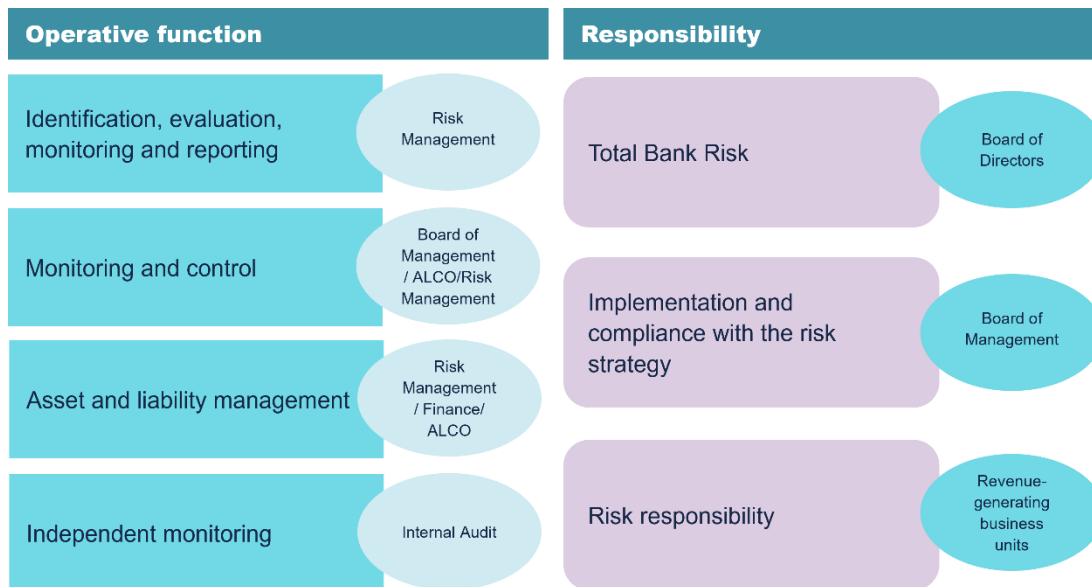 Operative function
Identification, evaluation,
monitoring and reporting
Risk
Management
Monitoring and control
Board of
Management
/ ALCO/Risk
Management
Asset and liability management
Risk
Management
/ Finance/
ALCO
Independent monitoring
Internal Audit
Responsibility
Total Bank Risk
Board of
Directors
Implementation and
compliance with the risk
strategy
Board of
Management
Risk responsibility
Revenue-
generating
business
units